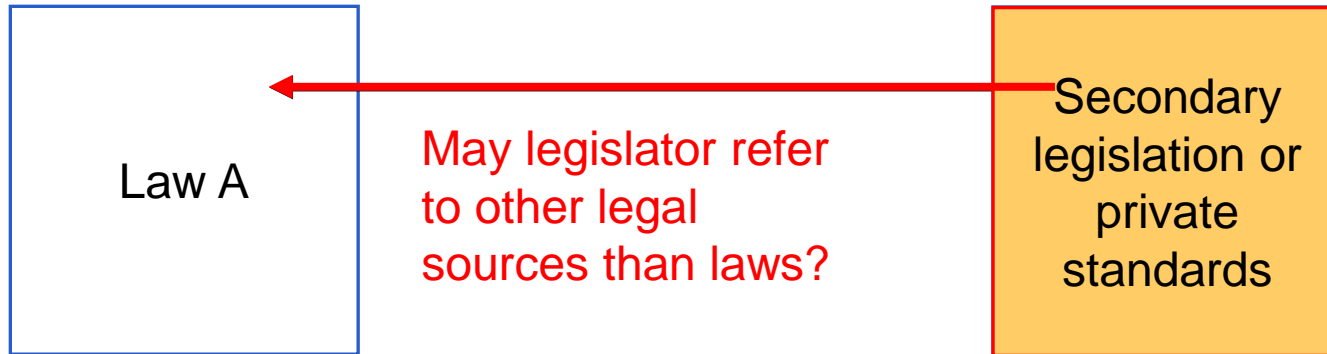 Law A
May legislator refer
to other legal
sources than laws?
Secondary
legislation or
private
standards